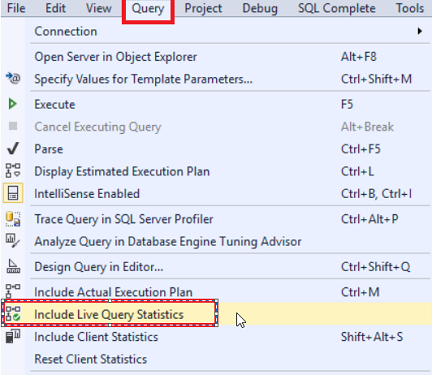 File Edit View Query Project Debug SQL Complete Tools
Connection
Open Server in Object Explorer Alt+F8
Specify Values for Template Parameters... Ctrl+Shift+M
Execute F5
Cancel Executing Query Alt+Break
Parse Ctrl+F5
Display Estimated Execution Plan Ctrl+L
IntelliSense Enabled Ctrl+B, Ctrl+I
Trace Query in SQL Server Profiler Ctrl+Alt+P
Analyze Query in Database Engine Tuning Advisor
Design Query in Editor... Ctrl+Shift+Q
Include Actual Execution Plan Ctrl+M
Include Live Query Statistics
Include Client Statistics Shift+Alt+S
Reset Client Statistics